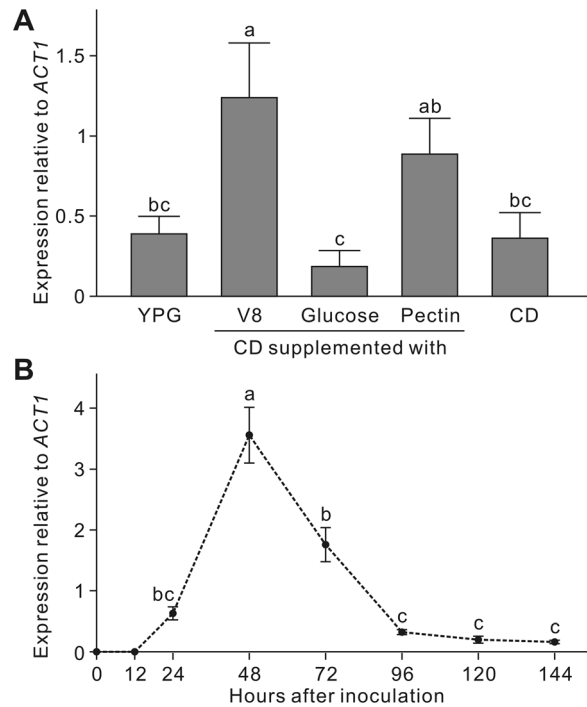 A
Expression relative to ACT1
1.5
1
0.5
0
bc
a
c
ab
bc
YPG V8 Glucose Pectin CD
CD supplemented with
B
Expression relative to ACT1
4
3
2
1
0
bc
a
b
c
c
c
0 12 24 48 72 96 120 144
Hours after inoculation